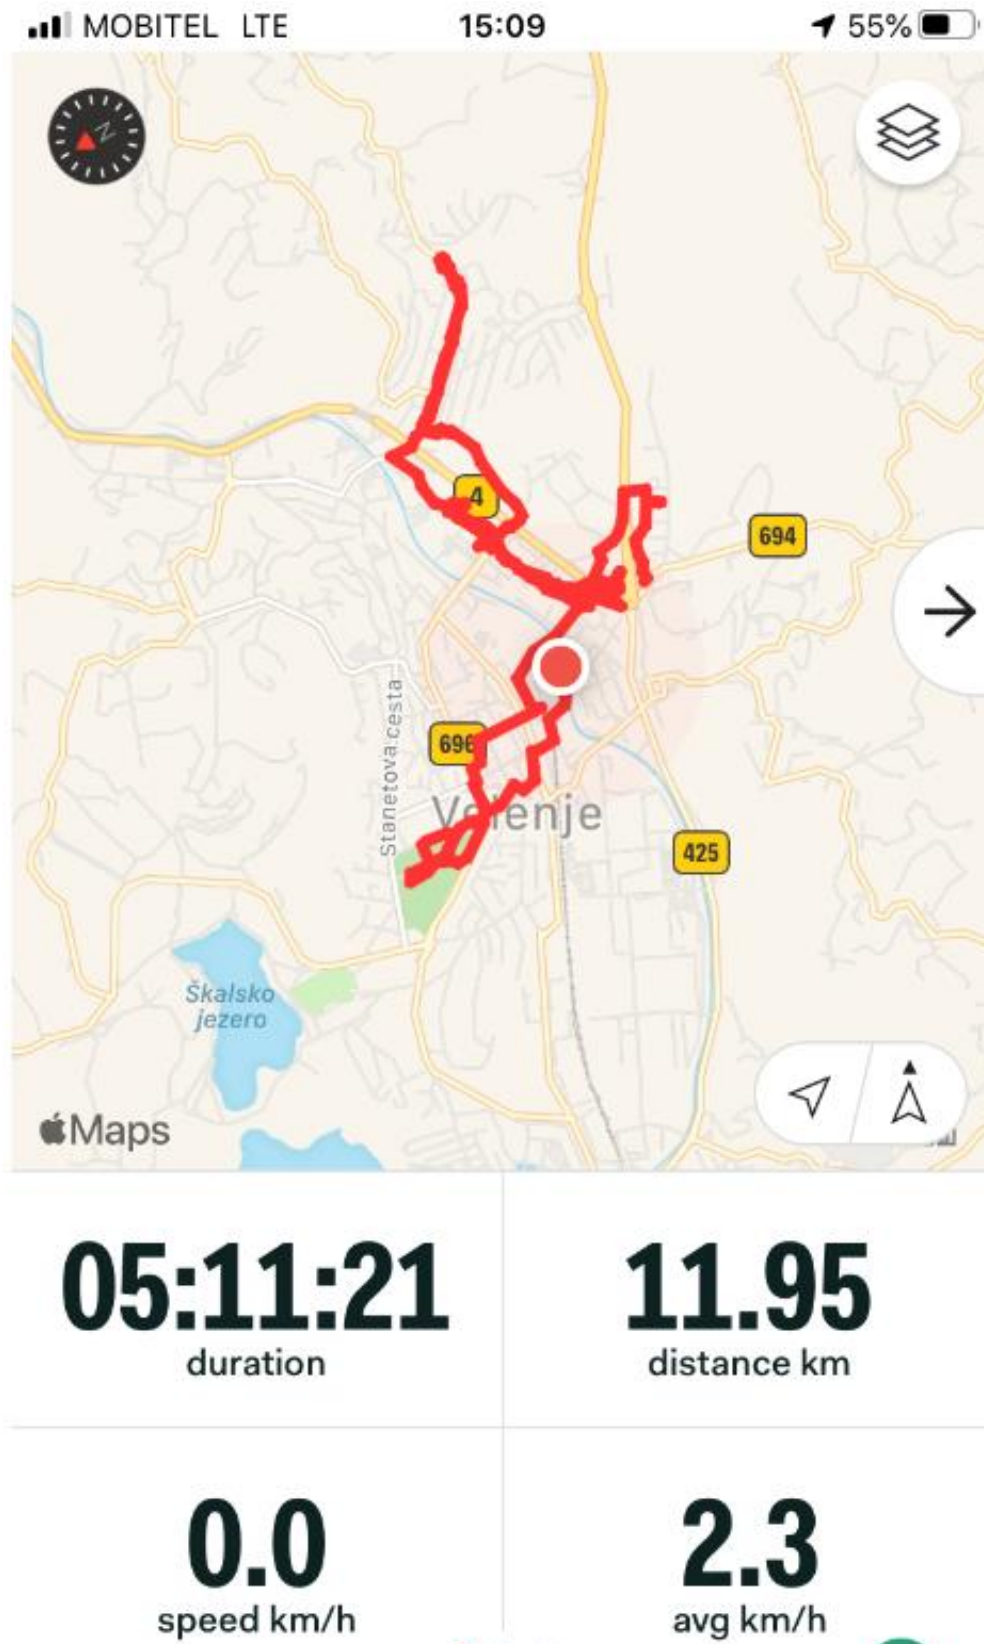 MOBITEL LTE 15:09 55%
N
4
694
Stanetova cesta
696
Velenje
425
Škalsko
jezero
Maps
05:11:21 11.95
duration distance km
0.0 2.3
speed km/h avg km/h